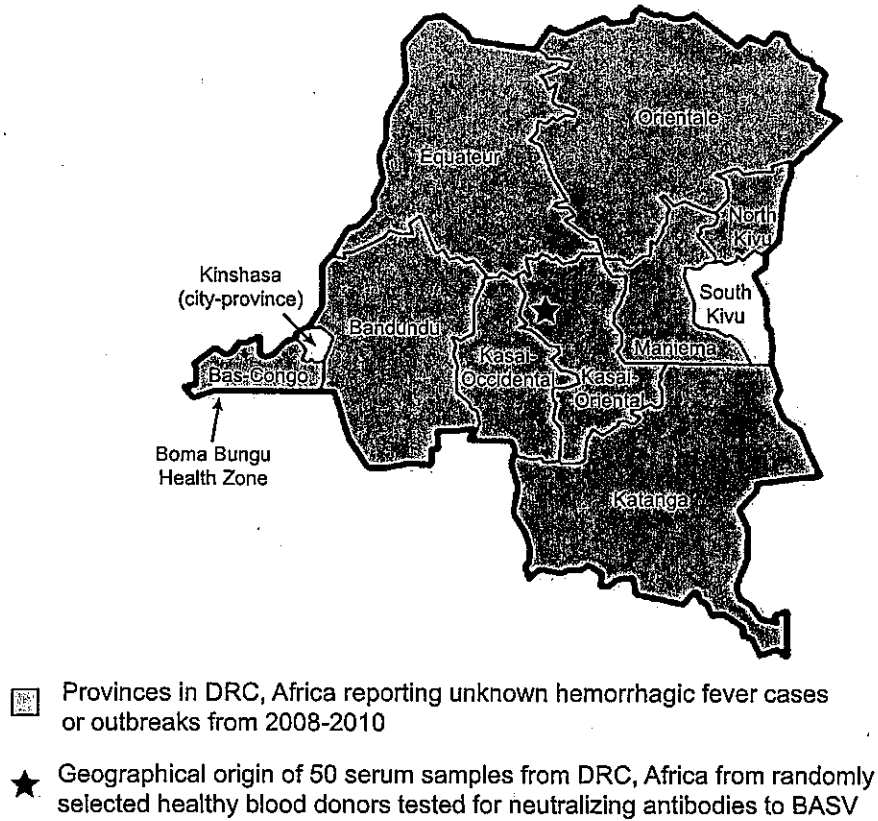 Orientale
Equateur
North
Kivu
Kinshasa
(city-province)
South
Kivu
Bandundu
Maniema
Kasai-
Occidental
Kasai
Oriental
Bas-Congo
Boma Bungu
Health Zone
Katanga
Provinces in DRC, Africa reporting unknown hemorrhagic fever cases
or outbreaks from 2008-2010
Geographical origin of 50 serum samples from DRC, Africa from randomly
selected healthy blood donors tested for neutralizing antibodies to BASV